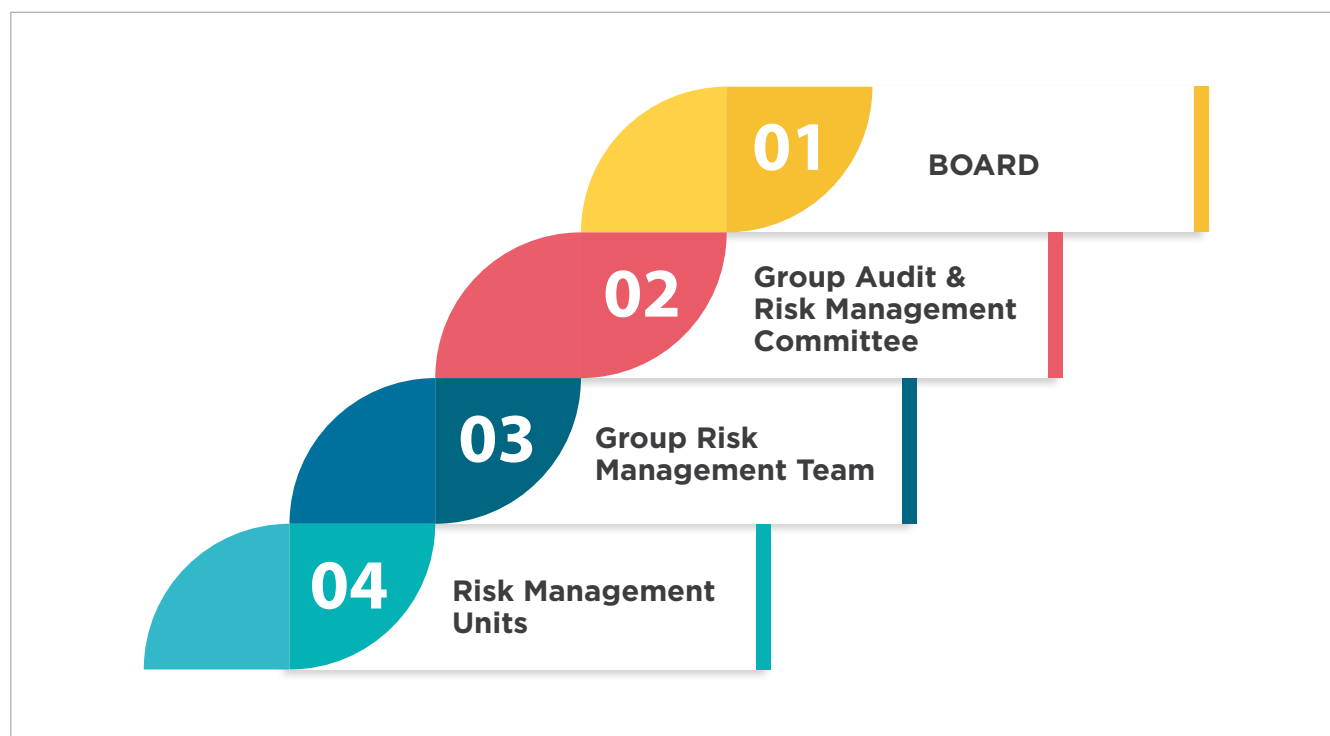 01
BOARD
02
Group Audit &
Risk Management
Committee
03
Group Risk
Management Team
04
Risk Management
Units